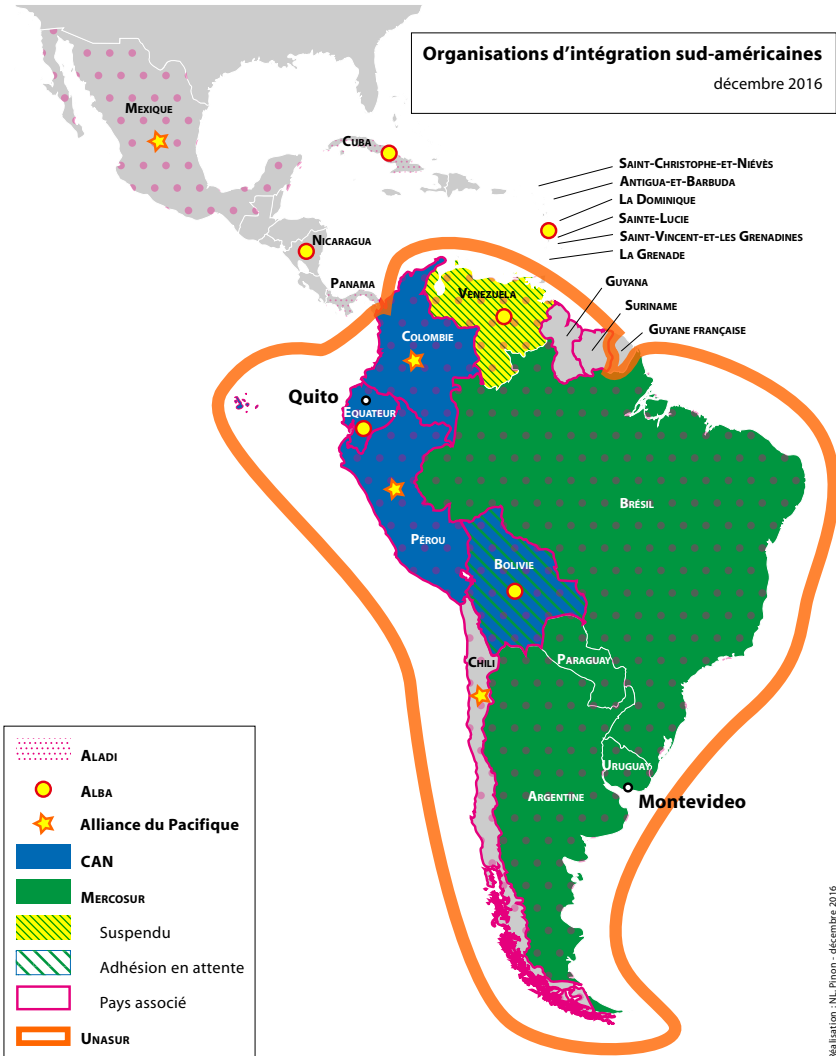 Organisations d'intégration sud-américaines
décembre 2016
MEXIQUE
CUBA
SAINT-CHRISTOPHE-ET-NIÉVÈS
ANTIGUA-ET-BARBUDA
LA DOMINIQUE
SAINTE-LUCIE
SAINT-VINCENT-ET-LES GRENADINES
LA GRENADE
NICARAGUA
PANAMA
VENEZUELA
GUYANA
SURINAME
GUYANE FRANÇAISE
COLOMBIE
Quito
EQUATEUR
BRÉSIL
PÉROU
BOLIVIE
CHILI
PARAGUAY
URUGUAY
ARGENTINE
Montevideo
ALADI
ALBA
Alliance du Pacifique
CAN
MERCOSUR
Suspendu
Adhésion en attente
Pays associé
UNASUR
Réalisation : NL. Pinon - décembre 2016